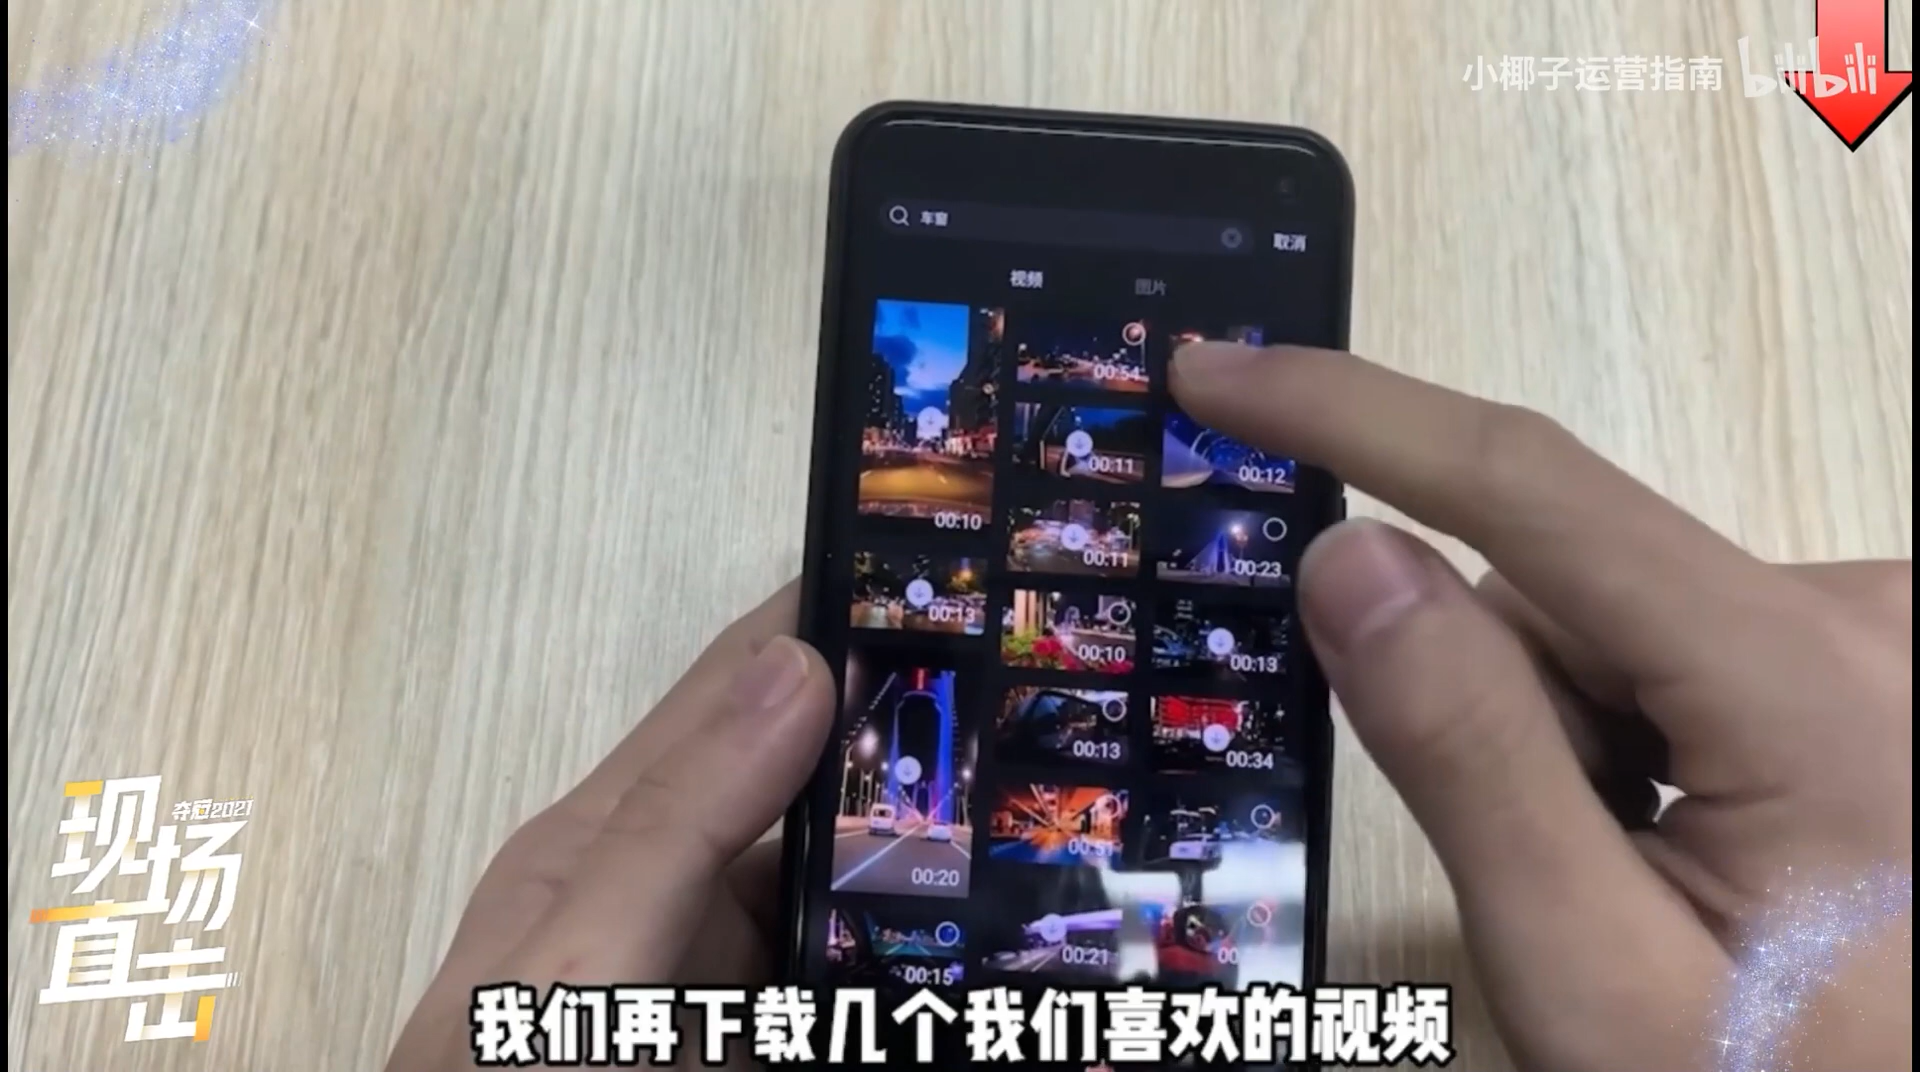 小椰子运营指南 bilibili
车窗
取消
视频 图片
00:54
00:11
00:12
00:10
00:11
00:23
00:13
00:10
00:13
00:13
00:34
00:51
00:20
00:15
00:21
00
夺冠2021
现场
直击
我们再下载几个我们喜欢的视频